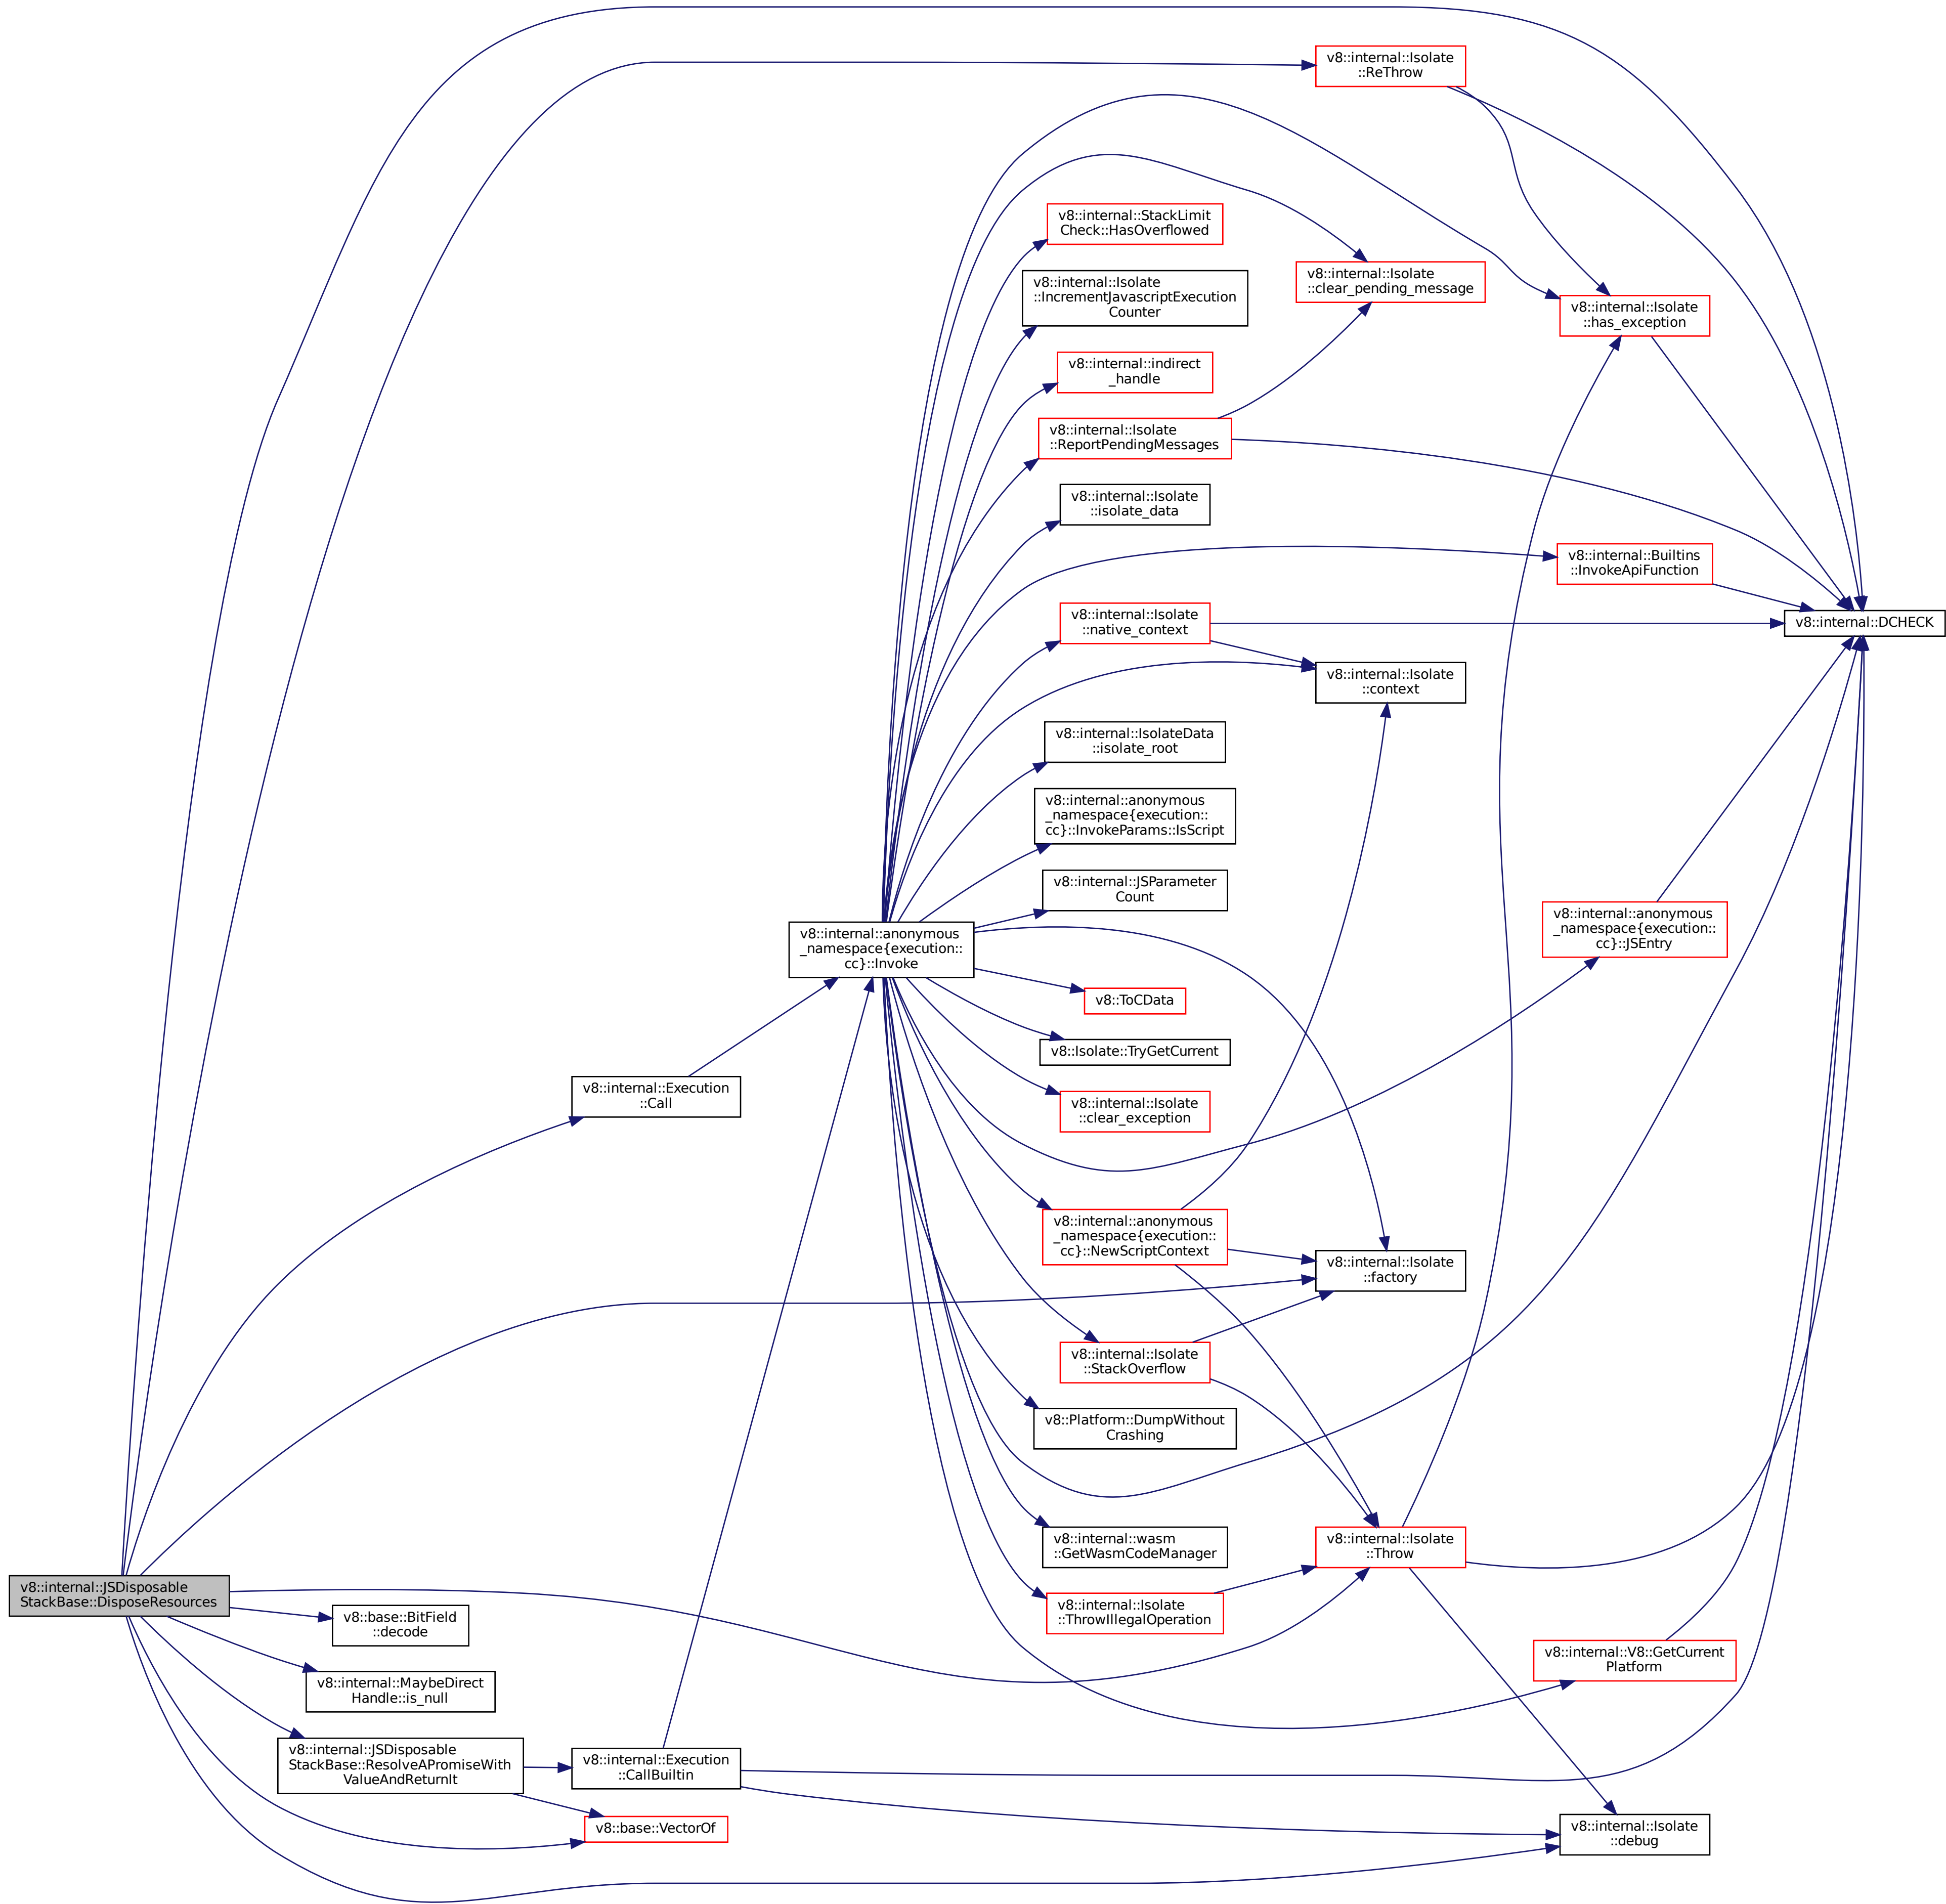 v8::internal::Isolate
::ReThrow
v8::internal::StackLimit
Check::HasOverflowed
v8::internal::Isolate
::clear_pending_message
v8::internal::Isolate
::IncrementJavascriptExecution
Counter
v8::internal::Isolate
::has_exception
v8::internal::indirect
_handle
v8::internal::Isolate
::ReportPendingMessages
v8::internal::Isolate
::isolate_data
v8::internal::Builtins
::InvokeApiFunction
v8::internal::Isolate
::native_context
v8::internal::DCHECK
v8::internal::Isolate
::context
v8::internal::IsolateData
::isolate_root
v8::internal::anonymous
_namespace{execution::
cc}::InvokeParams::IsScript
v8::internal::JSParameter
Count
v8::internal::anonymous
_namespace{execution::
cc}::JSEntry
v8::internal::anonymous
_namespace{execution::
cc}::Invoke
v8::ToCData
v8::Isolate::TryGetCurrent
v8::internal::Execution
::Call
v8::internal::Isolate
::clear_exception
v8::internal::anonymous
_namespace{execution::
cc}::NewScriptContext
v8::internal::Isolate
::factory
v8::internal::Isolate
::StackOverflow
v8::Platform::DumpWithout
Crashing
v8::internal::wasm
::GetWasmCodeManager
v8::internal::Isolate
::Throw
v8::internal::JSDisposable
StackBase::DisposeResources
v8::internal::Isolate
::ThrowIllegalOperation
v8::base::BitField
::decode
v8::internal::V8::GetCurrent
Platform
v8::internal::MaybeDirect
Handle::is_null
v8::internal::JSDisposable
StackBase::ResolveAPromiseWith
ValueAndReturnIt
v8::internal::Execution
::CallBuiltin
v8::base::VectorOf
v8::internal::Isolate
::debug